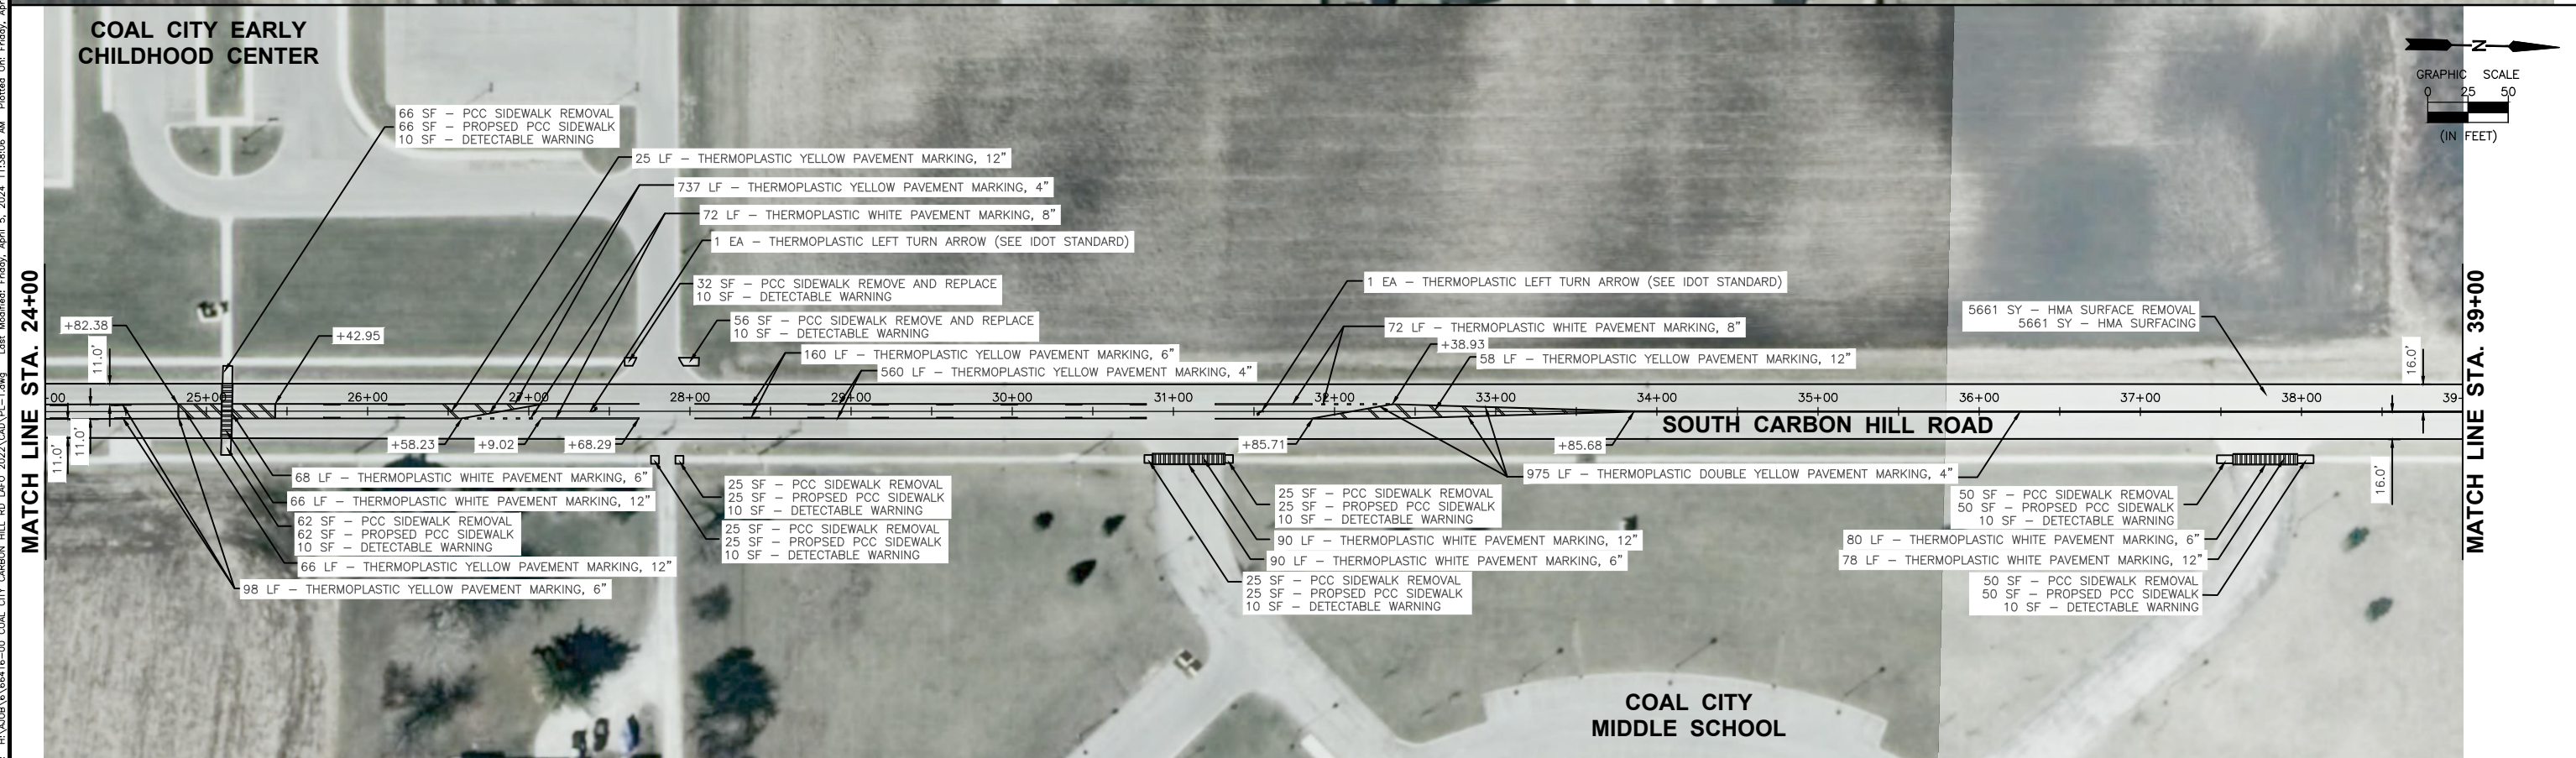 COAL CITY EARLY
CHILDHOOD CENTER
N
GRAPHIC SCALE
0 25 50
(IN FEET)
66 SF – PCC SIDEWALK REMOVAL
66 SF – PROPSED PCC SIDEWALK
10 SF – DETECTABLE WARNING
25 LF – THERMOPLASTIC YELLOW PAVEMENT MARKING, 12"
737 LF – THERMOPLASTIC YELLOW PAVEMENT MARKING, 4"
72 LF – THERMOPLASTIC WHITE PAVEMENT MARKING, 8"
1 EA – THERMOPLASTIC LEFT TURN ARROW (SEE IDOT STANDARD)
32 SF – PCC SIDEWALK REMOVE AND REPLACE
10 SF – DETECTABLE WARNING
56 SF – PCC SIDEWALK REMOVE AND REPLACE
10 SF – DETECTABLE WARNING
160 LF – THERMOPLASTIC YELLOW PAVEMENT MARKING, 6"
560 LF – THERMOPLASTIC YELLOW PAVEMENT MARKING, 4"
1 EA – THERMOPLASTIC LEFT TURN ARROW (SEE IDOT STANDARD)
72 LF – THERMOPLASTIC WHITE PAVEMENT MARKING, 8"
+38.93
58 LF – THERMOPLASTIC YELLOW PAVEMENT MARKING, 12"
5661 SY – HMA SURFACE REMOVAL
5661 SY – HMA SURFACING
MATCH LINE STA. 24+00
+82.38
11.0'
+42.95
16.0'
MATCH LINE STA. 39+00
+00 25+00 26+00 27+00 28+00 29+00 30+00 31+00 32+00 33+00 34+00 35+00 36+00 37+00 38+00 39+
SOUTH CARBON HILL ROAD
11.0'
11.0'
+58.23
+9.02
+68.29
+85.71
+85.68
16.0'
68 LF – THERMOPLASTIC WHITE PAVEMENT MARKING, 6"
66 LF – THERMOPLASTIC WHITE PAVEMENT MARKING, 12"
62 SF – PCC SIDEWALK REMOVAL
62 SF – PROPSED PCC SIDEWALK
10 SF – DETECTABLE WARNING
66 LF – THERMOPLASTIC YELLOW PAVEMENT MARKING, 12"
98 LF – THERMOPLASTIC YELLOW PAVEMENT MARKING, 6"
25 SF – PCC SIDEWALK REMOVAL
25 SF – PROPSED PCC SIDEWALK
10 SF – DETECTABLE WARNING
25 SF – PCC SIDEWALK REMOVAL
25 SF – PROPSED PCC SIDEWALK
10 SF – DETECTABLE WARNING
975 LF – THERMOPLASTIC DOUBLE YELLOW PAVEMENT MARKING, 4"
25 SF – PCC SIDEWALK REMOVAL
25 SF – PROPSED PCC SIDEWALK
10 SF – DETECTABLE WARNING
90 LF – THERMOPLASTIC WHITE PAVEMENT MARKING, 12"
90 LF – THERMOPLASTIC WHITE PAVEMENT MARKING, 6"
25 SF – PCC SIDEWALK REMOVAL
25 SF – PROPSED PCC SIDEWALK
10 SF – DETECTABLE WARNING
50 SF – PCC SIDEWALK REMOVAL
50 SF – PROPSED PCC SIDEWALK
10 SF – DETECTABLE WARNING
80 LF – THERMOPLASTIC WHITE PAVEMENT MARKING, 6"
78 LF – THERMOPLASTIC WHITE PAVEMENT MARKING, 12"
50 SF – PCC SIDEWALK REMOVAL
50 SF – PROPSED PCC SIDEWALK
10 SF – DETECTABLE WARNING
COAL CITY
MIDDLE SCHOOL